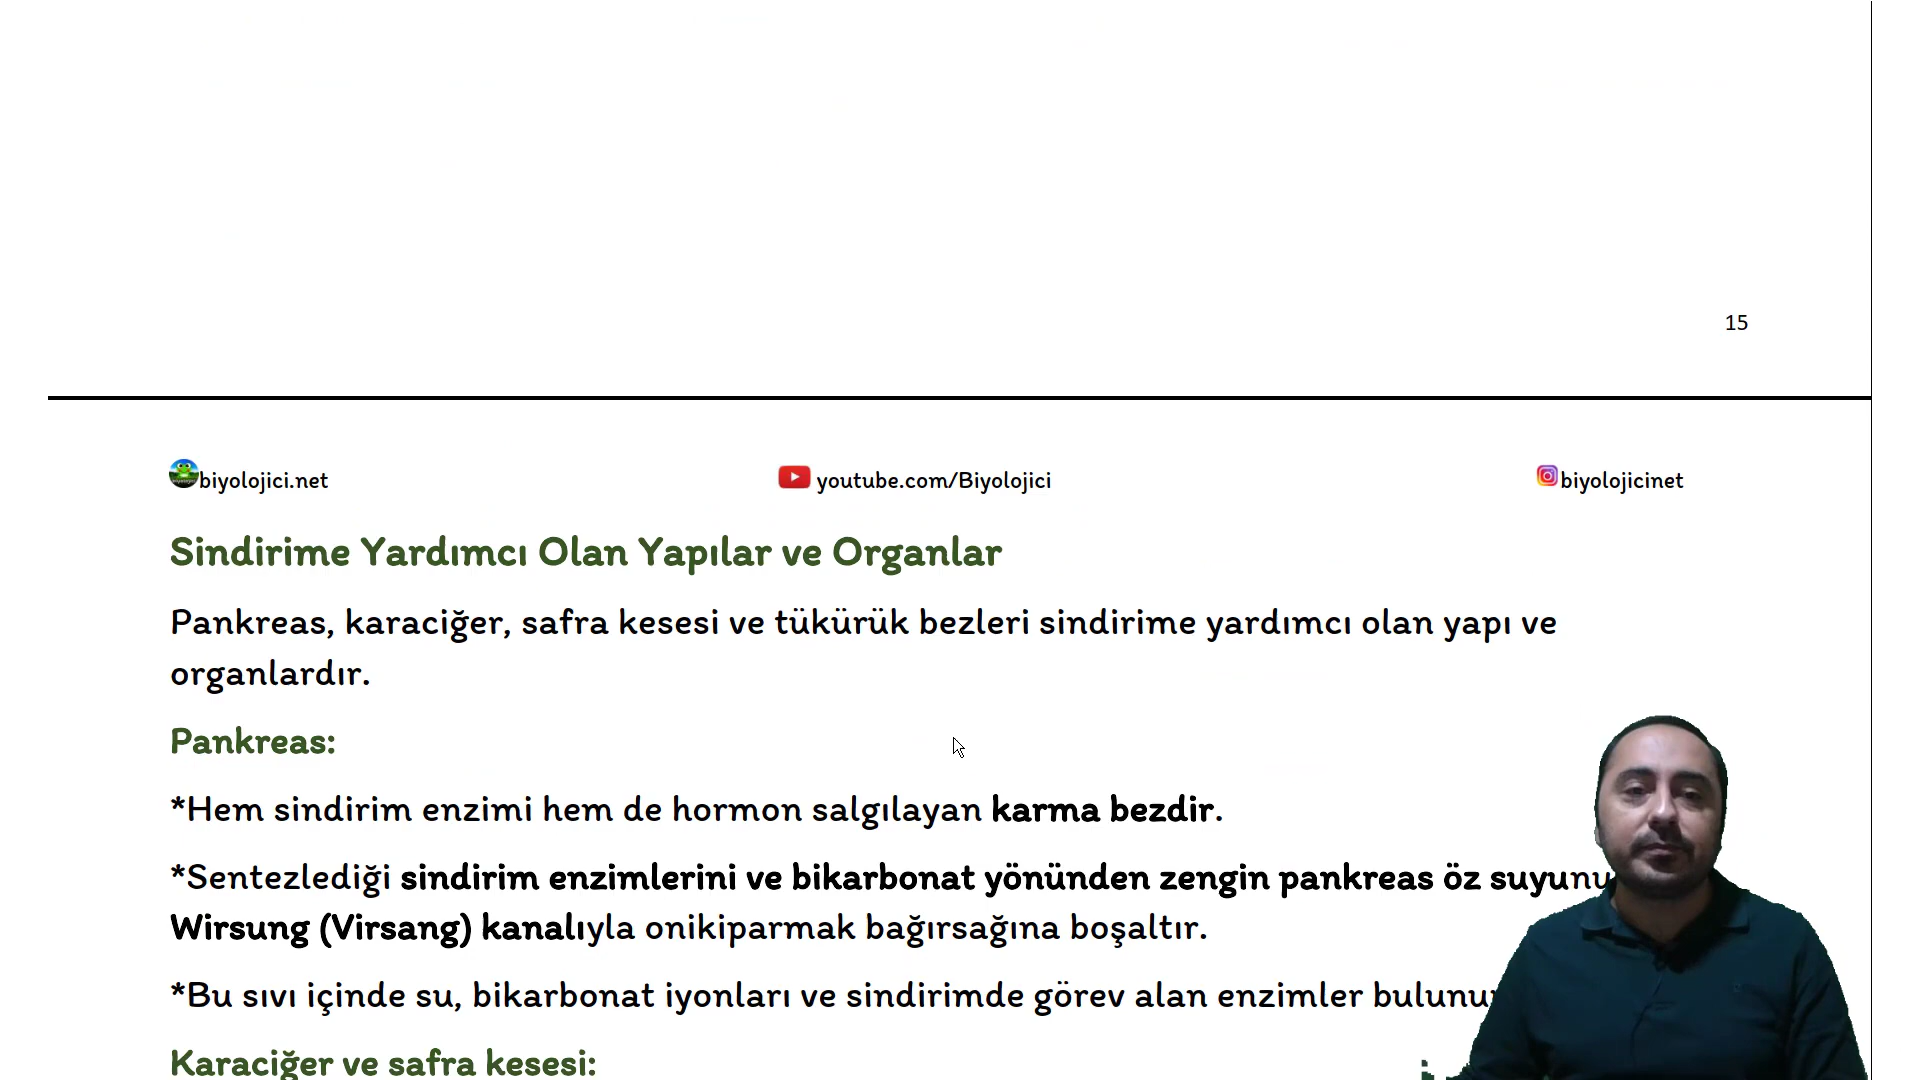 15
biyolojici.net
youtube.com/Biyolojici
biyolojicinet
Sindirime Yardımcı Olan Yapılar ve Organlar
Pankreas, karaciğer, safra kesesi ve tükürük bezleri sindirime yardımcı olan yapı ve
organlardır.
Pankreas:
*Hem sindirim enzimi hem de hormon salgılayan karma bezdir.
*Sentezlediği sindirim enzimlerini ve bikarbonat yönünden zengin pankreas öz suyunu
Wirsung (Virsang) kanalıyla onikiparmak bağırsağına boşaltır.
*Bu sıvı içinde su, bikarbonat iyonları ve sindirimde görev alan enzimler
Karaciğer ve safra kesesi: